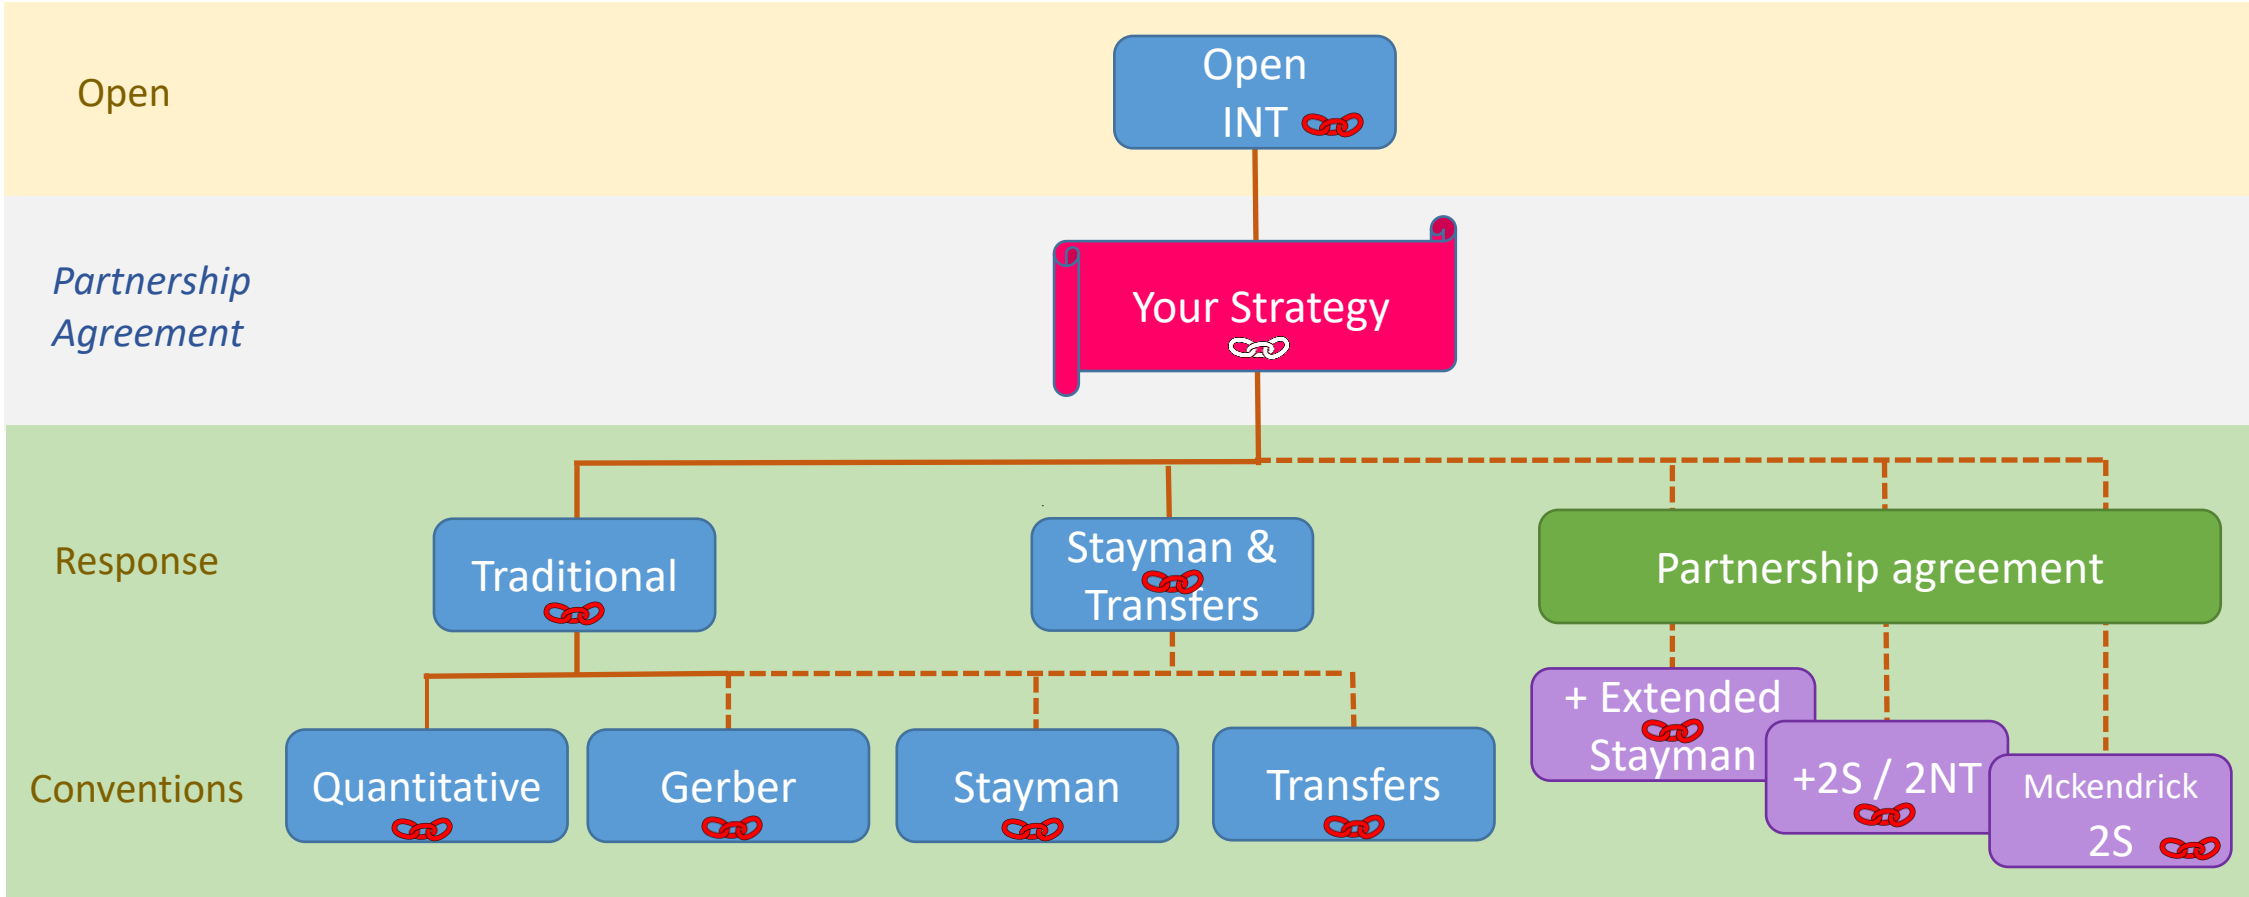 Open
Open
INT
Partnership
Agreement
Your Strategy
Response
Traditional
Stayman &
Transfers
Partnership agreement
Conventions
Quantitative
Gerber
Stayman
Transfers
+ Extended
Stayman
+2S / 2NT
Mckendrick
2S